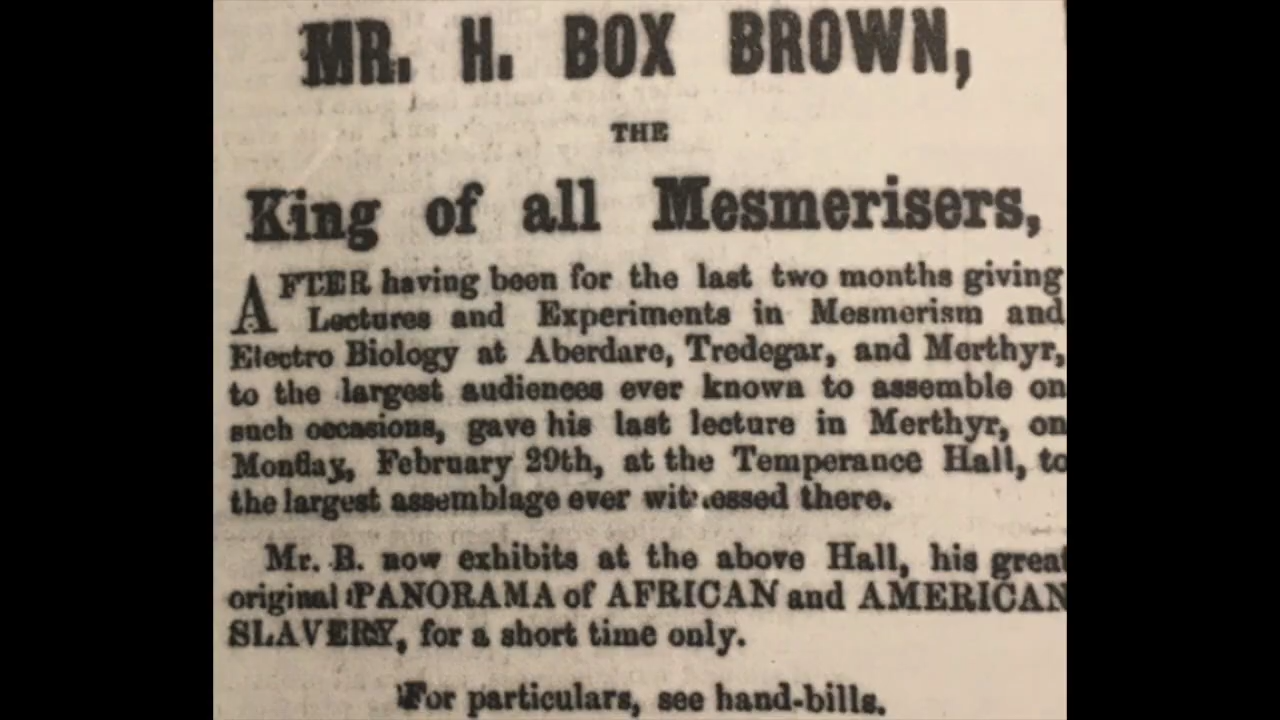 MR. H. BOX BROWN,
THE
King of all Mesmerisers,
AFTER having been for the last two months giving
Lectures and Experiments in Mesmerism and
Electro Biology at Aberdare, Tredegar, and Merthyr,
to the largest audiences ever known to assemble on
such occasions, gave his last lecture in Merthyr, on
Monday, February 29th, at the Temperance Hall, to
the largest assemblage ever witnessed there.
Mr. B. now exhibits at the above Hall, his great
original PANORAMA of AFRICAN and AMERICAN
SLAVERY, for a short time only.
For particulars, see hand-bills.